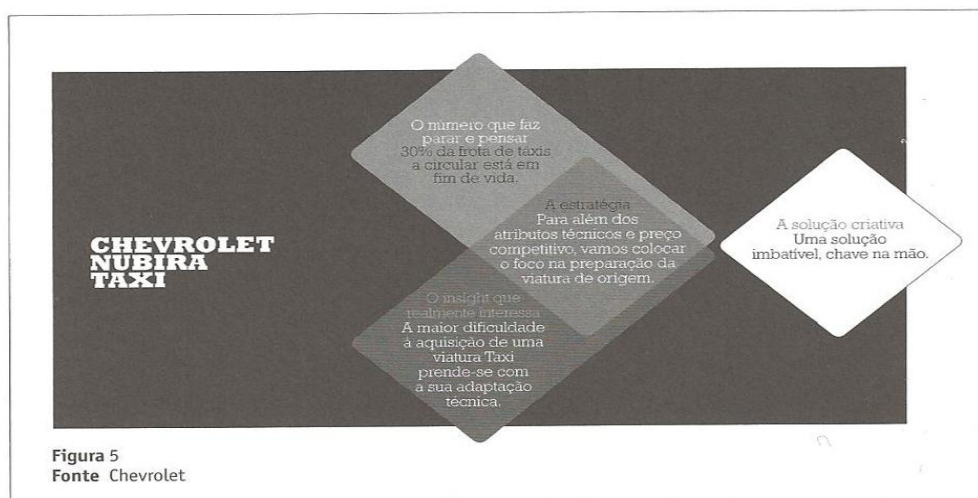 CHEVROLET
NUBIRA
TAXI
O número que faz
parar e pensar
30% da frota de táxis
a circular está em
fim de vida.
A estratégia
Para além dos
atributos técnicos e preço
competitivo, vamos colocar
o foco na preparação da
viatura de origem.
O insight que
realmente interessa
A maior dificuldade
à aquisição de uma
viatura Taxi
prende-se com
a sua adaptação
técnica.
A solução criativa
Uma solução
imbatível, chave na mão.
Figura 5
Fonte Chevrolet